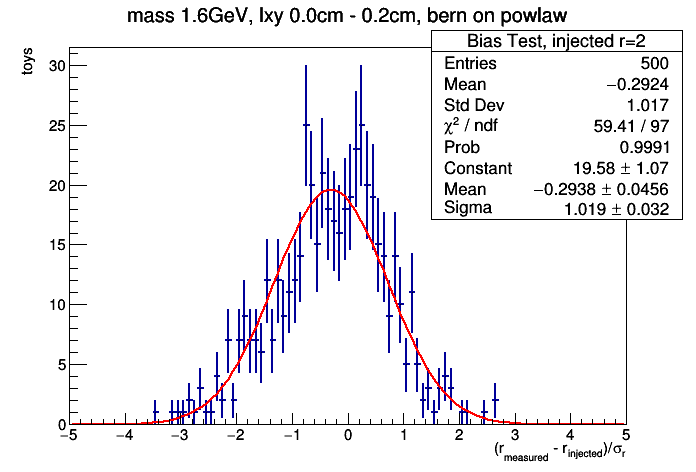 mass 1.6GeV, lxy 0.0cm - 0.2cm, bern on powlaw
Bias Test, injected r=2
Entries 500
Mean −0.2924
Std Dev 1.017
χ² / ndf 59.41 / 97
Prob 0.9991
Constant 19.58 ± 1.07
Mean −0.2938 ± 0.0456
Sigma 1.019 ± 0.032
toys
30
25
20
15
10
5
0
−5 −4 −3 −2 −1 0 1 2 3 4 5
(r_measured - r_injected)/σ_r